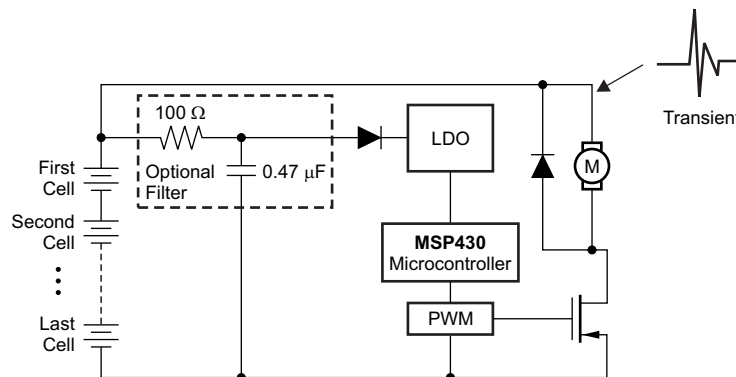 Transient
100 Ω
Optional
Filter
0.47 μF
LDO
M
First
Cell
Second
Cell
MSP430
Microcontroller
PWM
Last
Cell